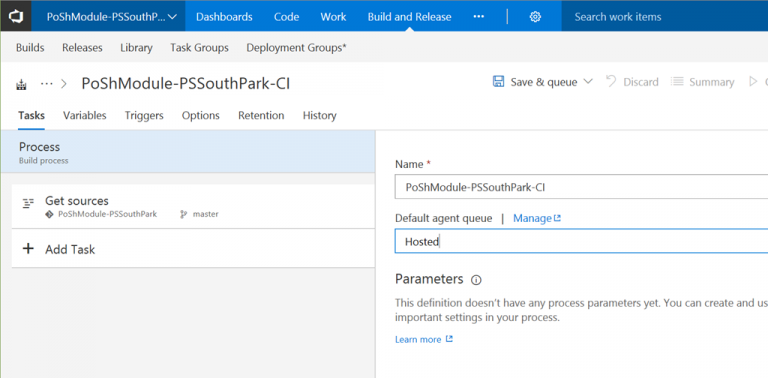 PoShModule-PSSouthP... Dashboards Code Work Build and Release ... Search work items
Builds Releases Library Task Groups Deployment Groups*
... > PoShModule-PSSouthPark-CI Save & queue Discard Summary
Tasks Variables Triggers Options Retention History
Process
Build process
Name *
PoShModule-PSSouthPark-CI
Get sources
PoShModule-PSSouthPark master
Default agent queue | Manage
Hosted
+ Add Task
Parameters
This definition doesn't have any process parameters yet. You can create and us
important settings in your process.
Learn more